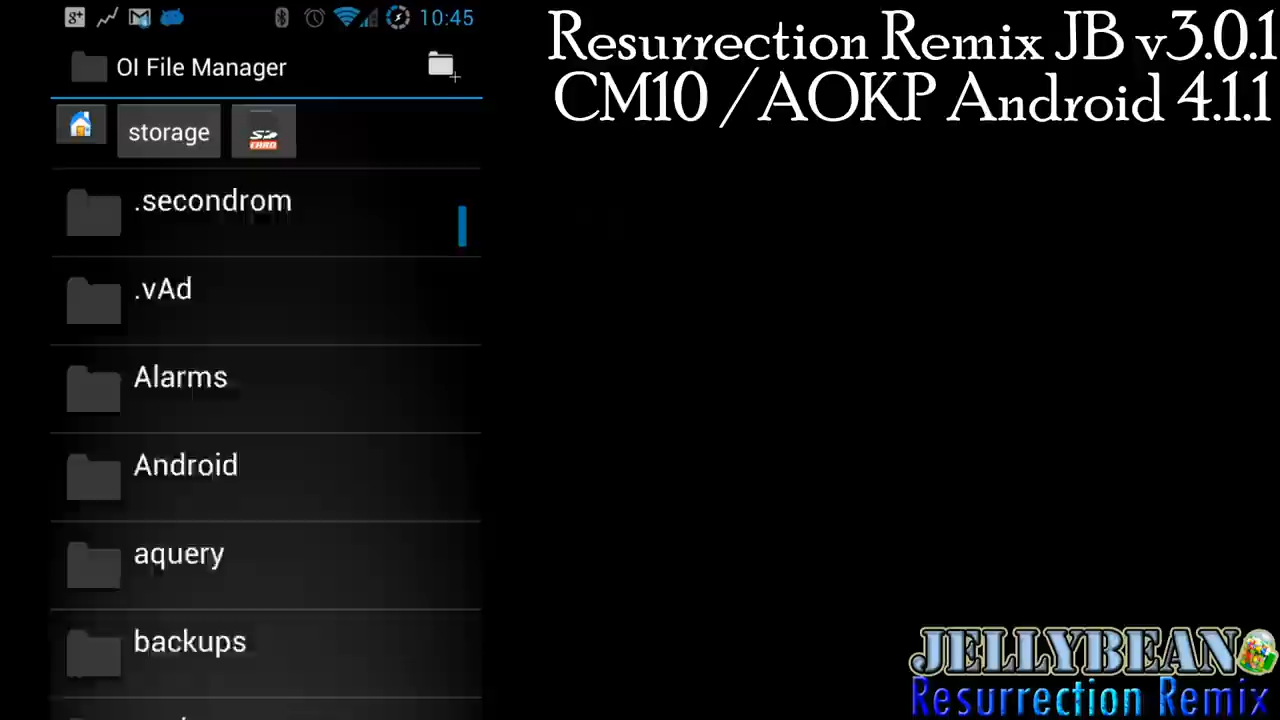 10:45
OI File Manager
storage
SD
CARD
.secondrom
.vAd
Alarms
Android
aquery
backups
Resurrection Remix JB v3.0.1
CM10 /AOKP Android 4.1.1
JELLYBEAN
Resurrection Remix